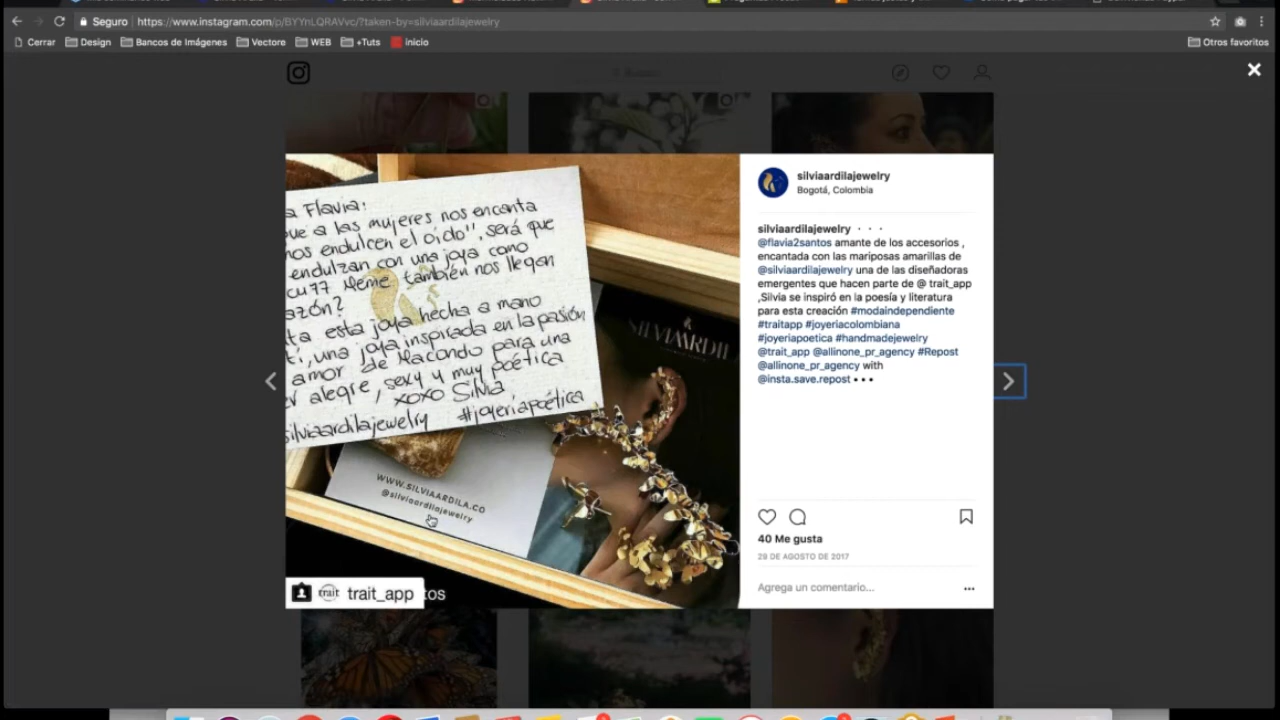 Seguro https://www.instagram.com/p/BYYnLQRAVvc/?taken-by=silviaardilajewelry
Cerrar Design Bancos de Imágenes Vectore WEB +Tuts inicio Otros favoritos
a Flavia:
ue a las mujeres nos encanta
nos endulcen el oído", será que
endulzan con una joya como
cu77 Meme también nos llegan
azón?
ta esta joya hecha a mano
una joya inspirada en la pasión
amor de Macondo para una
er alegre, sexy y muy poética
xoxo Silvia
silviaardilajewelry #joyeríapoética
WWW.SILVIAARDILA.CO
@silviaardilajewelry
trait_app
silviaardilajewelry
Bogotá, Colombia
silviaardilajewelry · · ·
@flavia2santos amante de los accesorios ,
encantada con las mariposas amarillas de
@silviaardilajewelry una de las diseñadoras
emergentes que hacen parte de @ trait_app
,Silvia se inspiró en la poesía y literatura
para esta creación #modaindependiente
#traitapp #joyeriacolombiana
#joyeriapoetica #handmadejewelry
@trait_app @allinone_pr_agency #Repost
@allinone_pr_agency with
@insta.save.repost • • •
40 Me gusta
29 DE AGOSTO DE 2017
Agrega un comentario...